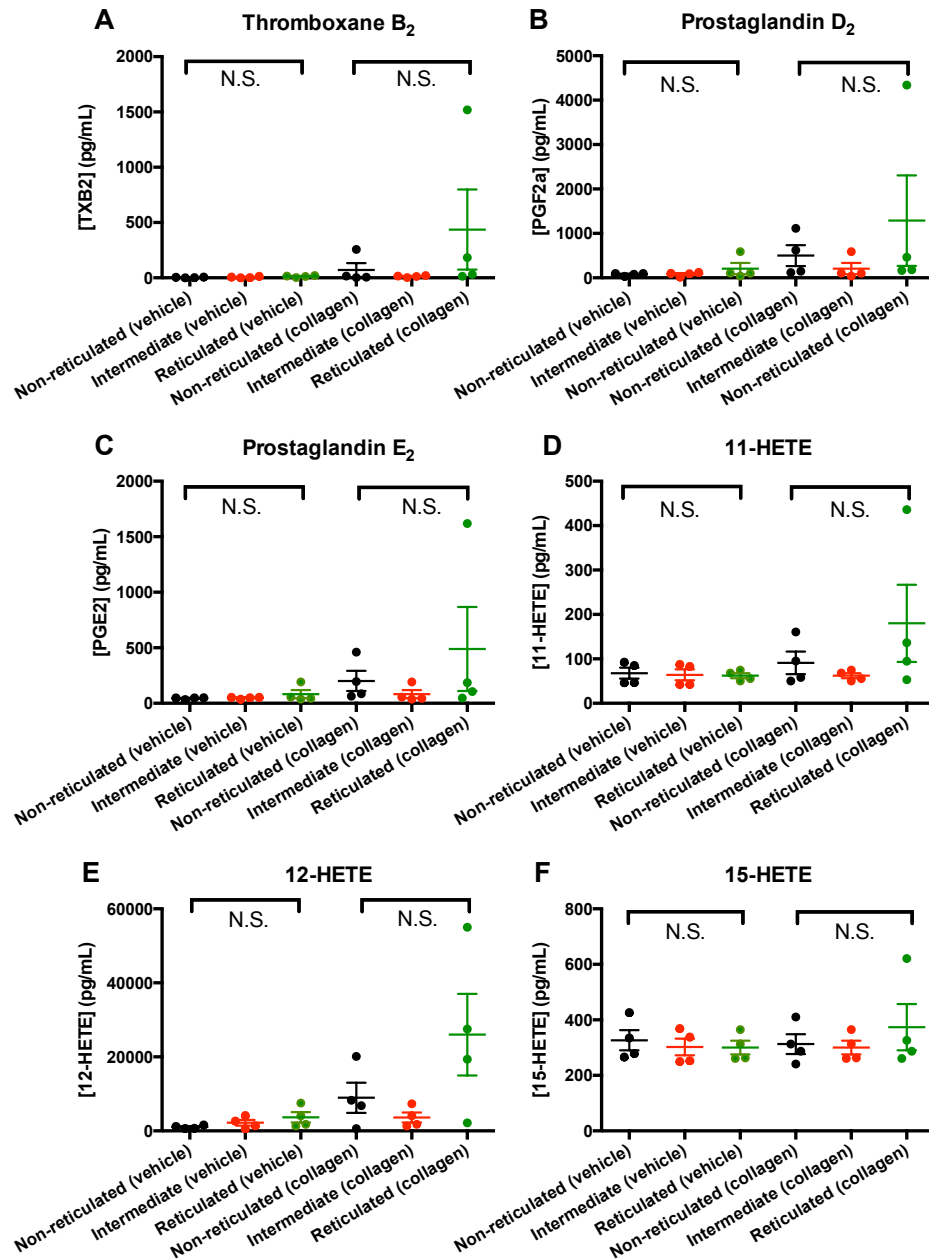 A
Thromboxane B2
[TXB2] (pg/mL)
2000
1500
1000
500
0
N.S.
N.S.
Non-reticulated (vehicle)
Intermediate (vehicle)
Reticulated (vehicle)
Non-reticulated (collagen)
Intermediate (collagen)
Reticulated (collagen)
B
Prostaglandin D2
[PGF2a] (pg/mL)
5000
4000
3000
2000
1000
0
N.S.
N.S.
Non-reticulated (vehicle)
Intermediate (vehicle)
Non-reticulated (vehicle)
Non-reticulated (collagen)
Intermediate (collagen)
Non-reticulated (collagen)
C
Prostaglandin E2
[PGE2] (pg/mL)
2000
1500
1000
500
0
N.S.
N.S.
Non-reticulated (vehicle)
Intermediate (vehicle)
Reticulated (vehicle)
Non-reticulated (collagen)
Intermediate (collagen)
Reticulated (collagen)
D
11-HETE
[11-HETE] (pg/mL)
500
400
300
200
100
0
N.S.
N.S.
Non-reticulated (vehicle)
Intermediate (vehicle)
Reticulated (vehicle)
Non-reticulated (collagen)
Intermediate (collagen)
Reticulated (collagen)
E
12-HETE
[12-HETE] (pg/mL)
60000
40000
20000
0
N.S.
N.S.
Non-reticulated (vehicle)
Intermediate (vehicle)
Reticulated (vehicle)
Non-reticulated (collagen)
Intermediate (collagen)
Reticulated (collagen)
F
15-HETE
[15-HETE] (pg/mL)
800
600
400
200
0
N.S.
N.S.
Non-reticulated (vehicle)
Intermediate (vehicle)
Reticulated (vehicle)
Non-reticulated (collagen)
Intermediate (collagen)
Reticulated (collagen)